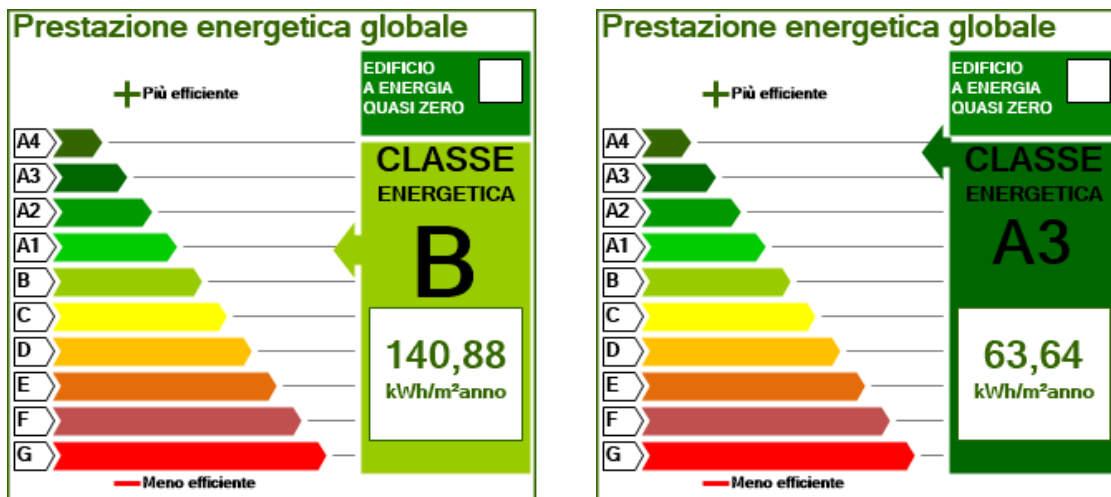 Prestazione energetica globale
EDIFICIO
A ENERGIA
QUASI ZERO
Più efficiente
A4
A3
A2
A1
B
C
D
E
F
G
CLASSE
ENERGETICA
B
140,88
kWh/m²anno
Meno efficiente
Prestazione energetica globale
EDIFICIO
A ENERGIA
QUASI ZERO
Più efficiente
A4
A3
A2
A1
B
C
D
E
F
G
CLASSE
ENERGETICA
A3
63,64
kWh/m²anno
Meno efficiente